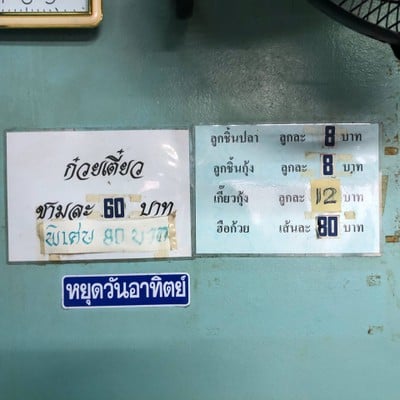 ก๋วยเตี๋ยว
ชามละ 60 บาท
พิเศษ 80 บาท
ลูกชิ้นปลา ลูกละ 8 บาท
ลูกชิ้นกุ้ง ลูกละ 8 บาท
เกี๊ยวกุ้ง ลูกละ 12 บาท
ฮือก้วย เส้นละ 80 บาท
หยุดวันอาทิตย์